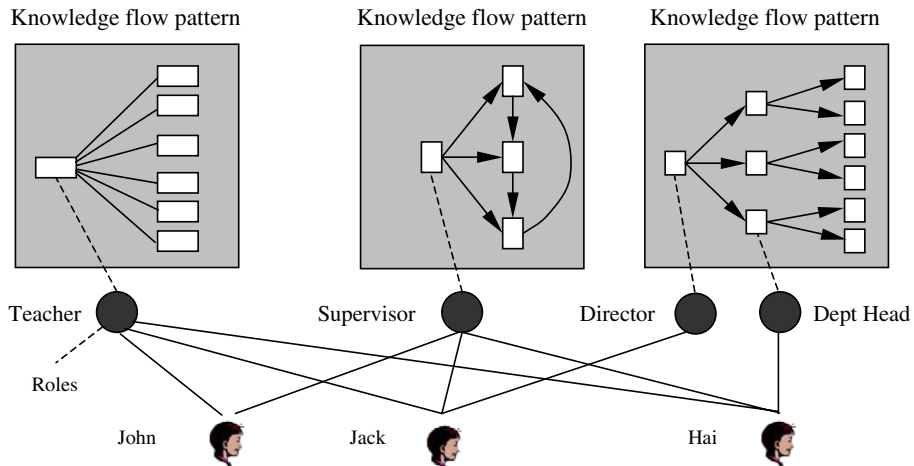 Knowledge flow pattern
Knowledge flow pattern
Knowledge flow pattern
Teacher
Supervisor
Director
Dept Head
Roles
John
Jack
Hai